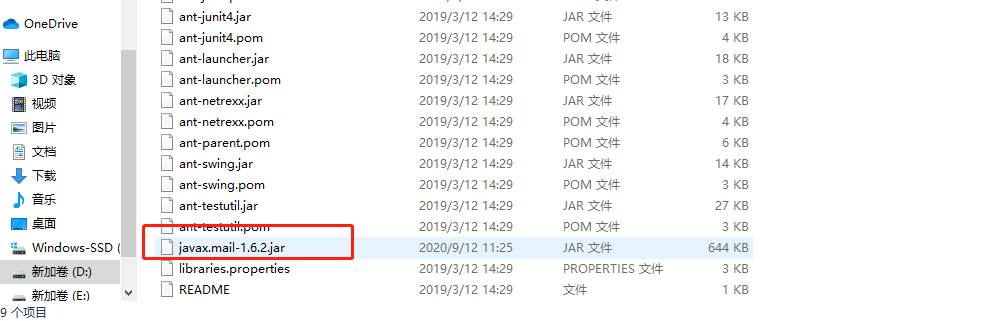 OneDrive
此电脑
3D 对象
视频
图片
文档
下载
音乐
桌面
Windows-SSD (
新加卷 (D:)
新加卷 (E:)
9 个项目
ant-junit4.jar 2019/3/12 14:29 JAR 文件 13 KB
ant-junit4.pom 2019/3/12 14:29 POM 文件 4 KB
ant-launcher.jar 2019/3/12 14:29 JAR 文件 18 KB
ant-launcher.pom 2019/3/12 14:29 POM 文件 3 KB
ant-netrexx.jar 2019/3/12 14:29 JAR 文件 17 KB
ant-netrexx.pom 2019/3/12 14:29 POM 文件 4 KB
ant-parent.pom 2019/3/12 14:29 POM 文件 6 KB
ant-swing.jar 2019/3/12 14:29 JAR 文件 14 KB
ant-swing.pom 2019/3/12 14:29 POM 文件 3 KB
ant-testutil.jar 2019/3/12 14:29 JAR 文件 27 KB
ant-testutil.pom 2019/3/12 14:29 POM 文件 3 KB
javax.mail-1.6.2.jar 2020/9/12 11:25 JAR 文件 644 KB
libraries.properties 2019/3/12 14:29 PROPERTIES 文件 3 KB
README 2019/3/12 14:29 文件 1 KB